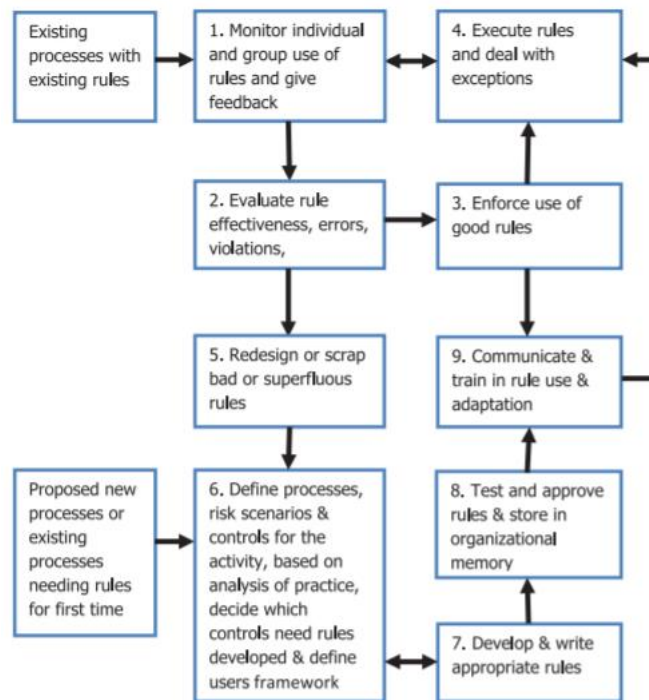 Existing
processes with
existing rules
1. Monitor individual
and group use of
rules and give
feedback
4. Execute rules
and deal with
exceptions
2. Evaluate rule
effectiveness, errors,
violations,
3. Enforce use of
good rules
5. Redesign or scrap
bad or superfluous
rules
9. Communicate &
train in rule use &
adaptation
Proposed new
processes or
existing
processes
needing rules
for first time
6. Define processes,
risk scenarios &
controls for the
activity, based on
analysis of practice,
decide which
controls need rules
developed & define
users framework
8. Test and approve
rules & store in
organizational
memory
7. Develop & write
appropriate rules